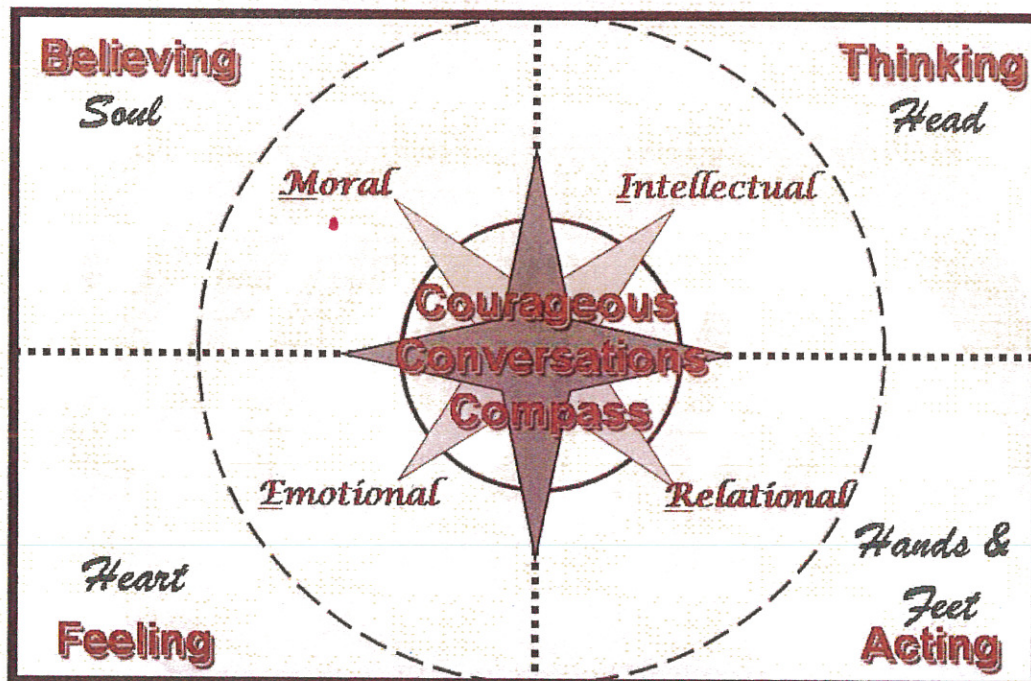 Believing
Soul
Thinking
Head
Moral
Intellectual
Courageous
Conversations
Compass
Emotional
Relational
Heart
Feeling
Hands &
Feet
Acting